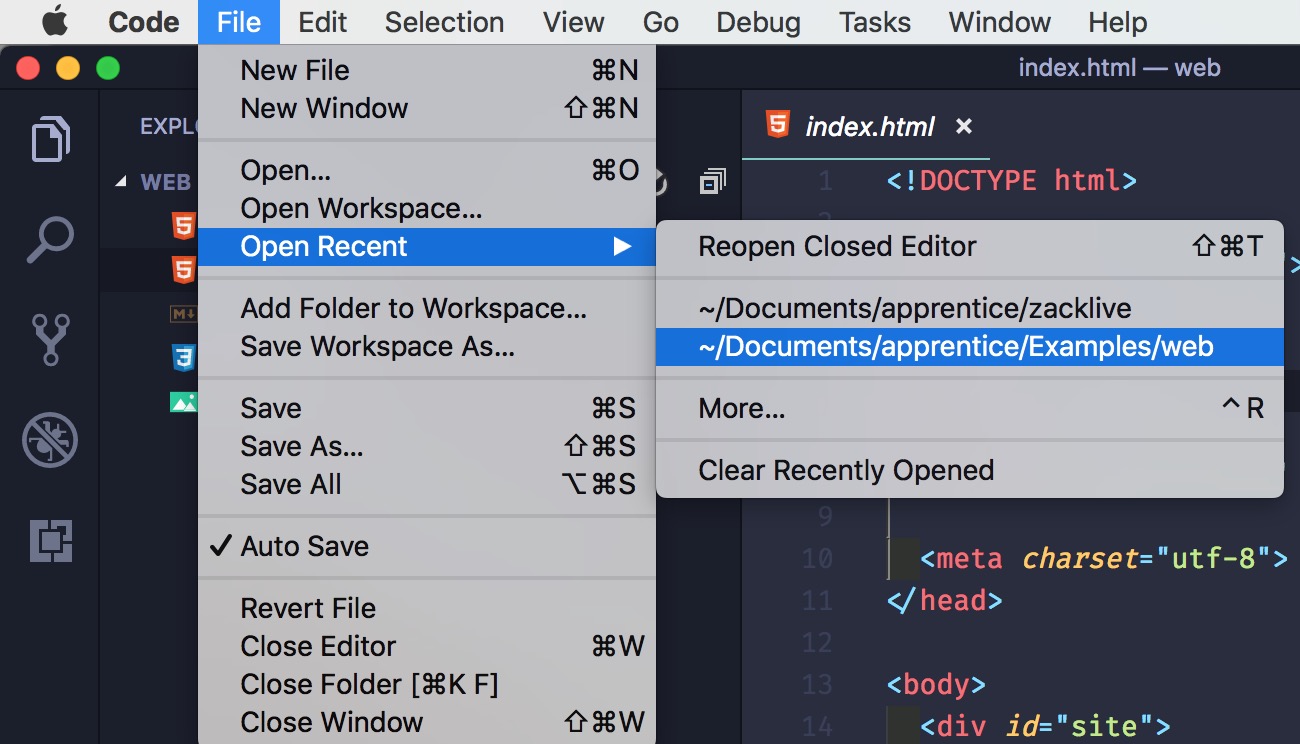 Code File Edit Selection View Go Debug Tasks Window Help
index.html — web
EXPL
WEB
M
New File ⌘N
New Window ⇧⌘N
Open... ⌘O
Open Workspace...
Open Recent ▶
Add Folder to Workspace...
Save Workspace As...
Save ⌘S
Save As... ⇧⌘S
Save All ⌥⌘S
✓ Auto Save
Revert File
Close Editor ⌘W
Close Folder [⌘K F]
Close Window ⇧⌘W
Reopen Closed Editor ⇧⌘T
~/Documents/apprentice/zacklive
~/Documents/apprentice/Examples/web
More... ^R
Clear Recently Opened
index.html ×
1 <!DOCTYPE html>
>
9
10 <meta charset="utf-8">
11 </head>
12
13 <body>
14 <div id="site">